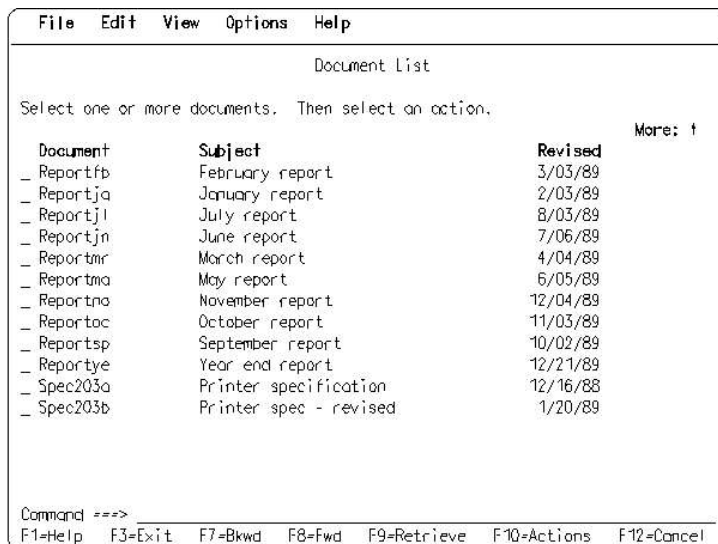 File Edit View Options Help
Document List
Select one or more documents. Then select an action.
More: ↑
Document Subject Revised
_ Reportfb February report 3/03/89
_ Reportja January report 2/03/89
_ Reportjl July report 8/03/89
_ Reportjn June report 7/06/89
_ Reportmr March report 4/04/89
_ Reportma May report 6/05/89
_ Reportno November report 12/04/89
_ Reportoc October report 11/03/89
_ Reportsp September report 10/02/89
_ Reportye Year end report 12/21/89
_ Spec203a Printer specification 12/16/88
_ Spec203b Printer spec - revised 1/20/89
Command ===> 
F1=Help F3=Exit F7=Bkwd F8=Fwd F9=Retrieve F10=Actions F12=Cancel